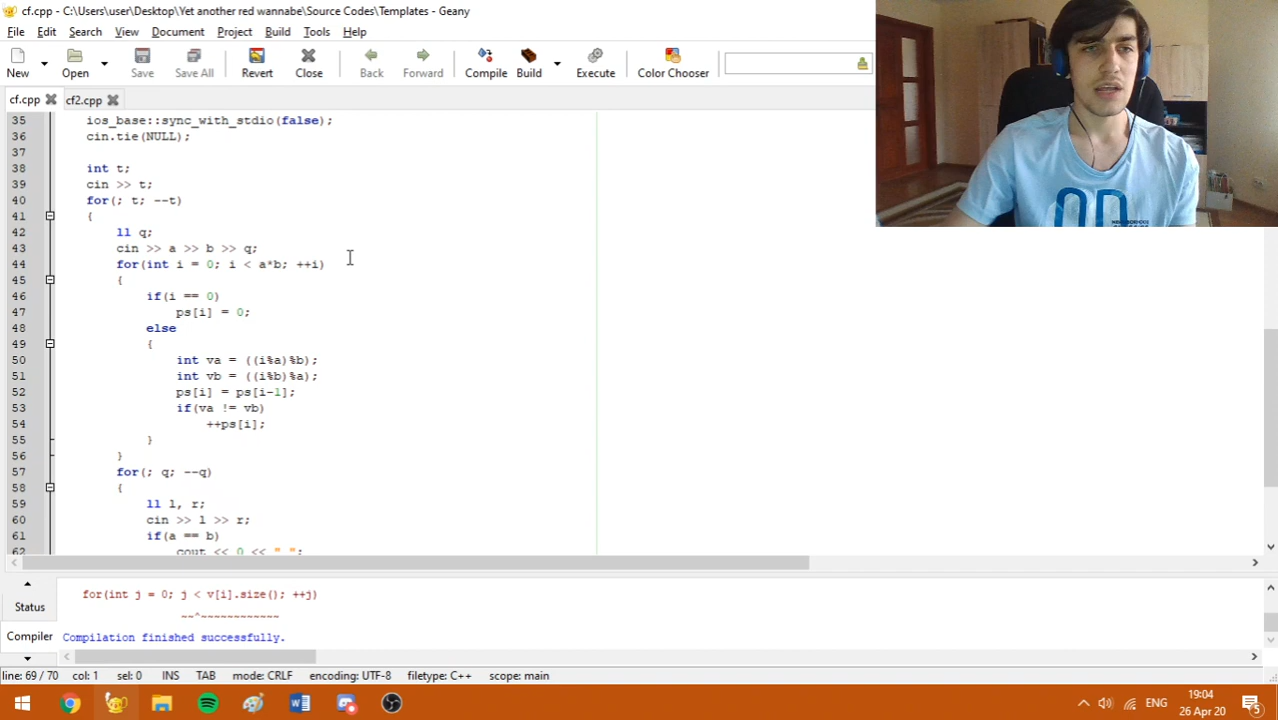 cf.cpp - C:\Users\user\Desktop\Yet another red wannabe\Source Codes\Templates - Geany
File Edit Search View Document Project Build Tools Help
New Open Save Save All Revert Close Back Forward Compile Build Execute Color Chooser
cf.cpp cf2.cpp
35 ios_base::sync_with_stdio(false);
36 cin.tie(NULL);
37
38 int t;
39 cin >> t;
40 for(; t; --t)
41 {
42 ll q;
43 cin >> a >> b >> q;
44 for(int i = 0; i < a*b; ++i)
45 {
46 if(i == 0)
47 ps[i] = 0;
48 else
49 {
50 int va = ((i%a)%b);
51 int vb = ((i%b)%a);
52 ps[i] = ps[i-1];
53 if(va != vb)
54 ++ps[i];
55 }
56 }
57 for(; q; --q)
58 {
59 ll l, r;
60 cin >> l >> r;
61 if(a == b)
62 cout << 0 << " ";
Status
for(int j = 0; j < v[i].size(); ++j)
~~^~~~~~~~~~~~~
Compiler
Compilation finished successfully.
line: 69 / 70 col: 1 sel: 0 INS TAB mode: CRLF encoding: UTF-8 filetype: C++ scope: main
ENG
19:04
26 Apr 20
5